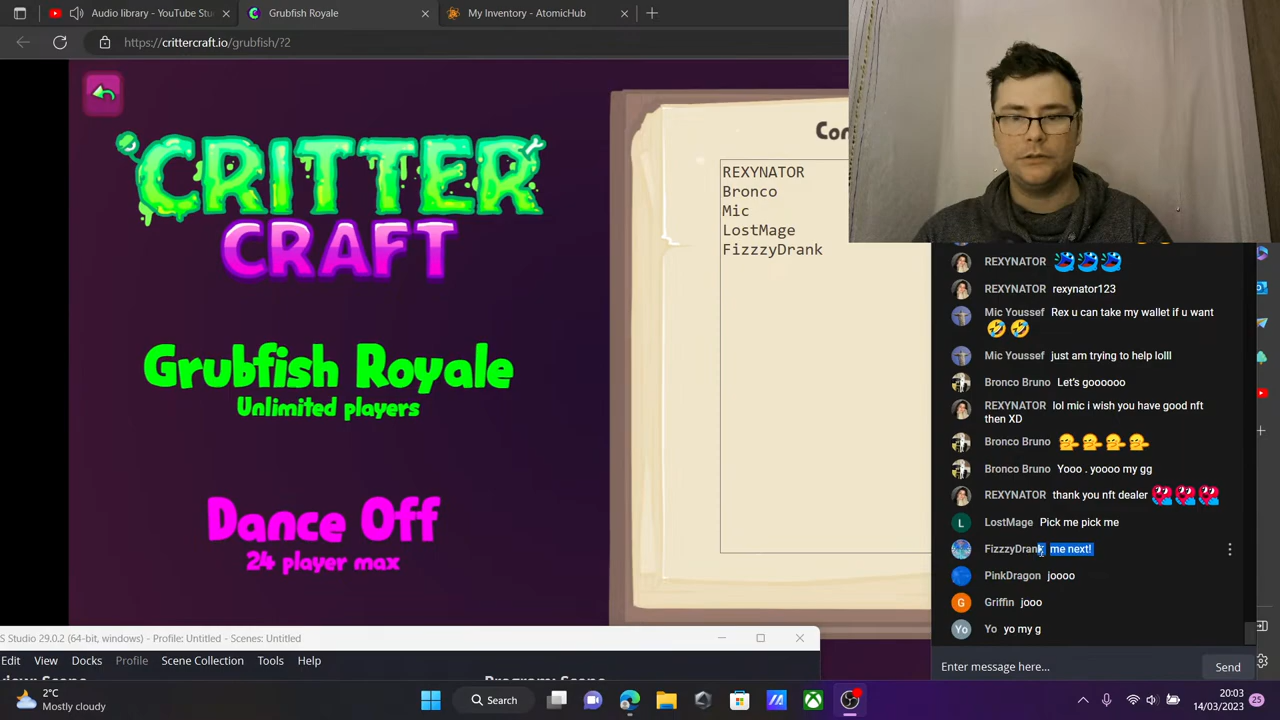 Audio library - YouTube Stu
Grubfish Royale
My Inventory - AtomicHub
https://crittercraft.io/grubfish/?2
CRITTER
CRAFT
Grubfish Royale
Unlimited players
Dance Off
24 player max
Con
REXYNATOR
Bronco
Mic
LostMage
FizzzyDrank
REXYNATOR
REXYNATOR rexynator123
Mic Youssef Rex u can take my wallet if u want
Mic Youssef just am trying to help lolll
Bronco Bruno Let's goooooo
REXYNATOR lol mic i wish you have good nft
then XD
Bronco Bruno
Bronco Bruno Yooo . yoooo my gg
REXYNATOR thank you nft dealer
L LostMage Pick me pick me
FizzzyDrank me next!
PinkDragon joooo
G Griffin jooo
Yo Yo yo my g
Enter message here...
Send
S Studio 29.0.2 (64-bit, windows) - Profile: Untitled - Scenes: Untitled
Edit View Docks Profile Scene Collection Tools Help
2°C
Mostly cloudy
Search
20:03
14/03/2023
25